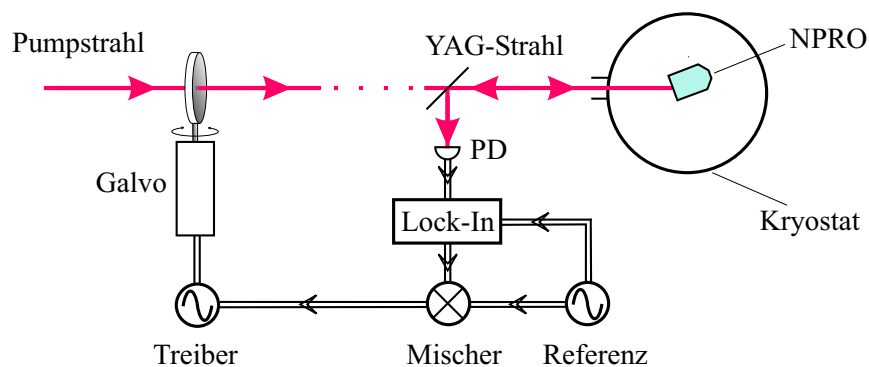 Pumpstrahl
YAG-Strahl
NPRO
PD
Galvo
Lock-In
Kryostat
Treiber
Mischer
Referenz